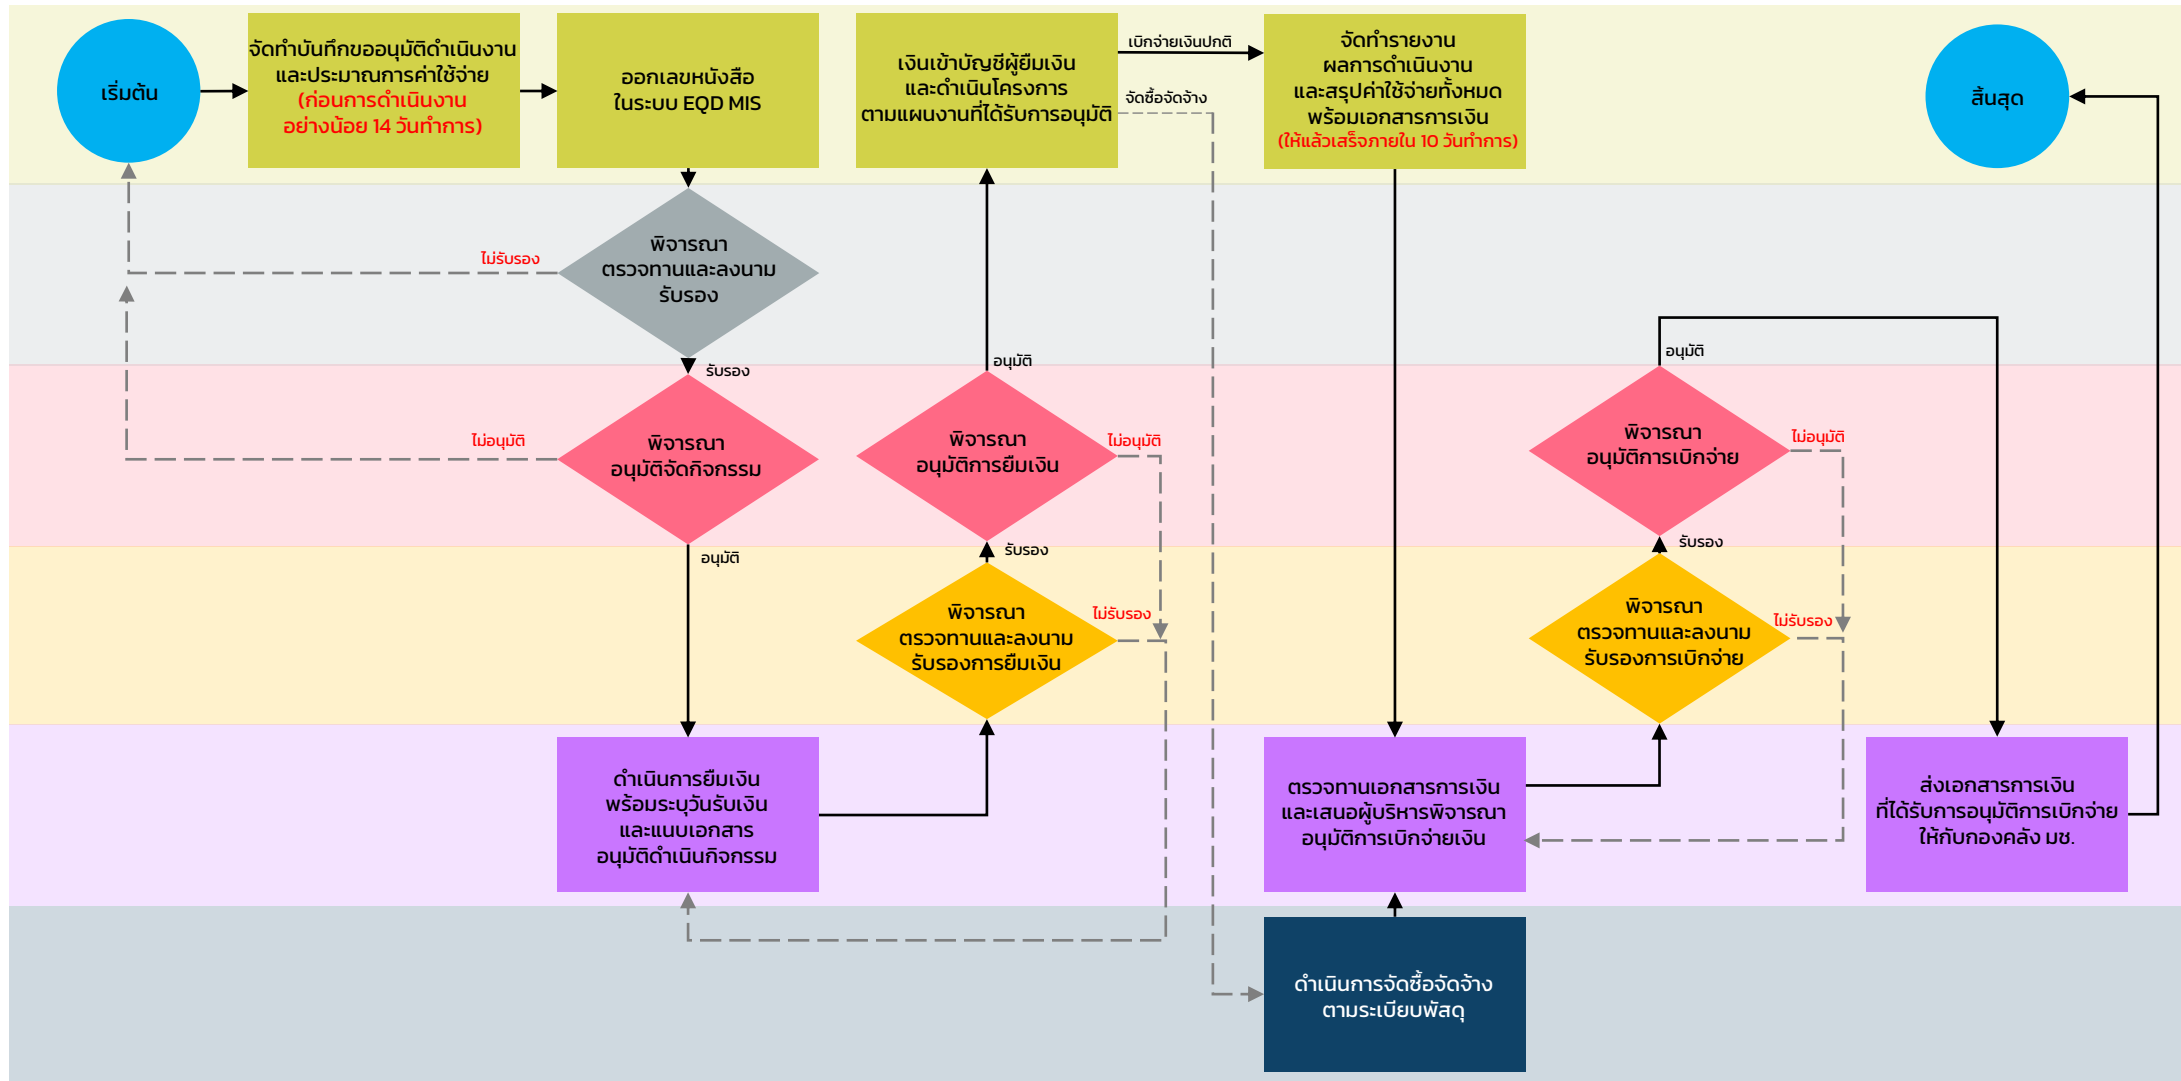 เริ่มต้น
จัดทำบันทึกขออนุมัติดำเนินงาน
และประมาณการค่าใช้จ่าย
(ก่อนการดำเนินงาน
อย่างน้อย 14 วันทำการ)
ออกเลขหนังสือ
ในระบบ EQD MIS
เงินเข้าบัญชีผู้ยืมเงิน
และดำเนินโครงการ
ตามแผนงานที่ได้รับการอนุมัติ
เบิกจ่ายเงินปกติ
จัดซื้อจัดจ้าง
จัดทำรายงาน
ผลการดำเนินงาน
และสรุปค่าใช้จ่ายทั้งหมด
พร้อมเอกสารการเงิน
(ให้แล้วเสร็จภายใน 10 วันทำการ)
สิ้นสุด
ไม่รับรอง
พิจารณา
ตรวจทานและลงนาม
รับรอง
รับรอง
อนุมัติ
อนุมัติ
ไม่อนุมัติ
พิจารณา
อนุมัติจัดกิจกรรม
พิจารณา
อนุมัติการยืมเงิน
ไม่อนุมัติ
พิจารณา
อนุมัติการเบิกจ่าย
ไม่อนุมัติ
อนุมัติ
รับรอง
รับรอง
พิจารณา
ตรวจทานและลงนาม
รับรองการยืมเงิน
ไม่รับรอง
พิจารณา
ตรวจทานและลงนาม
รับรองการเบิกจ่าย
ไม่รับรอง
ดำเนินการยืมเงิน
พร้อมระบุวันรับเงิน
และแนบเอกสาร
อนุมัติดำเนินกิจกรรม
ตรวจทานเอกสารการเงิน
และเสนอผู้บริหารพิจารณา
อนุมัติการเบิกจ่ายเงิน
ส่งเอกสารการเงิน
ที่ได้รับการอนุมัติการเบิกจ่าย
ให้กับกองคลัง มช.
ดำเนินการจัดซื้อจัดจ้าง
ตามระเบียบพัสดุ